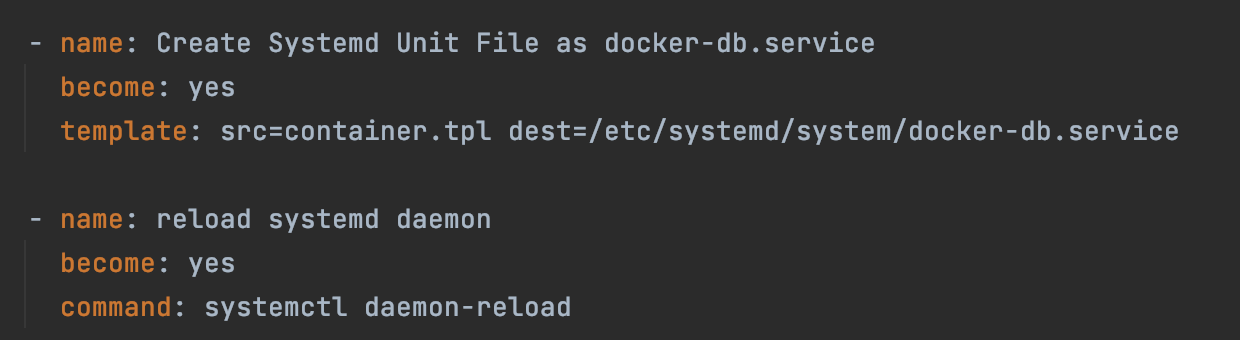 - name: Create Systemd Unit File as docker-db.service
  become: yes
  template: src=container.tpl dest=/etc/systemd/system/docker-db.service
- name: reload systemd daemon
  become: yes
  command: systemctl daemon-reload